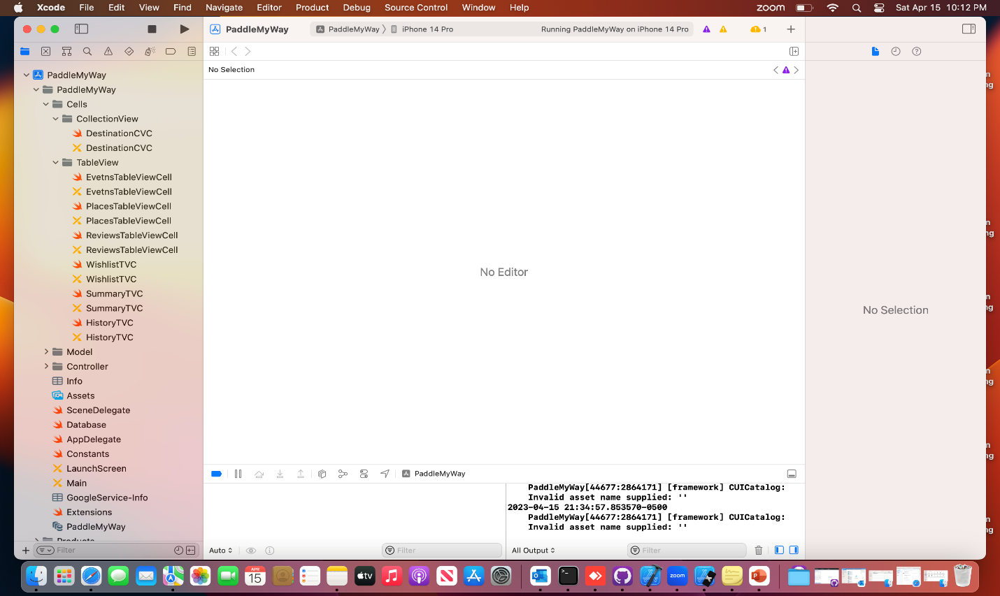 Xcode File Edit View Find Navigate Editor Product Debug Source Control Window Help zoom Sat Apr 15 10:12 PM
PaddleMyWay PaddleMyWay iPhone 14 Pro Running PaddleMyWay on iPhone 14 Pro 1
No Selection
PaddleMyWay
PaddleMyWay
Cells
CollectionView
DestinationCVC
DestinationCVC
TableView
EvetnsTableViewCell
EvetnsTableViewCell
PlacesTableViewCell
PlacesTableViewCell
ReviewsTableViewCell
ReviewsTableViewCell
WishlistTVC
WishlistTVC
SummaryTVC
SummaryTVC
HistoryTVC
HistoryTVC
Model
Controller
Info
Assets
SceneDelegate
Database
AppDelegate
Constants
LaunchScreen
Main
GoogleService-Info
Extensions
PaddleMyWay
Products
Filter
No Editor
No Selection
PaddleMyWay
PaddleMyWay[44677:2864171] [framework] CUICatalog:
Invalid asset name supplied: ''
2023-04-15 21:34:57.853570-0500
PaddleMyWay[44677:2864171] [framework] CUICatalog:
Invalid asset name supplied: ''
Auto Filter All Output Filter
APR
15
tv
zoom